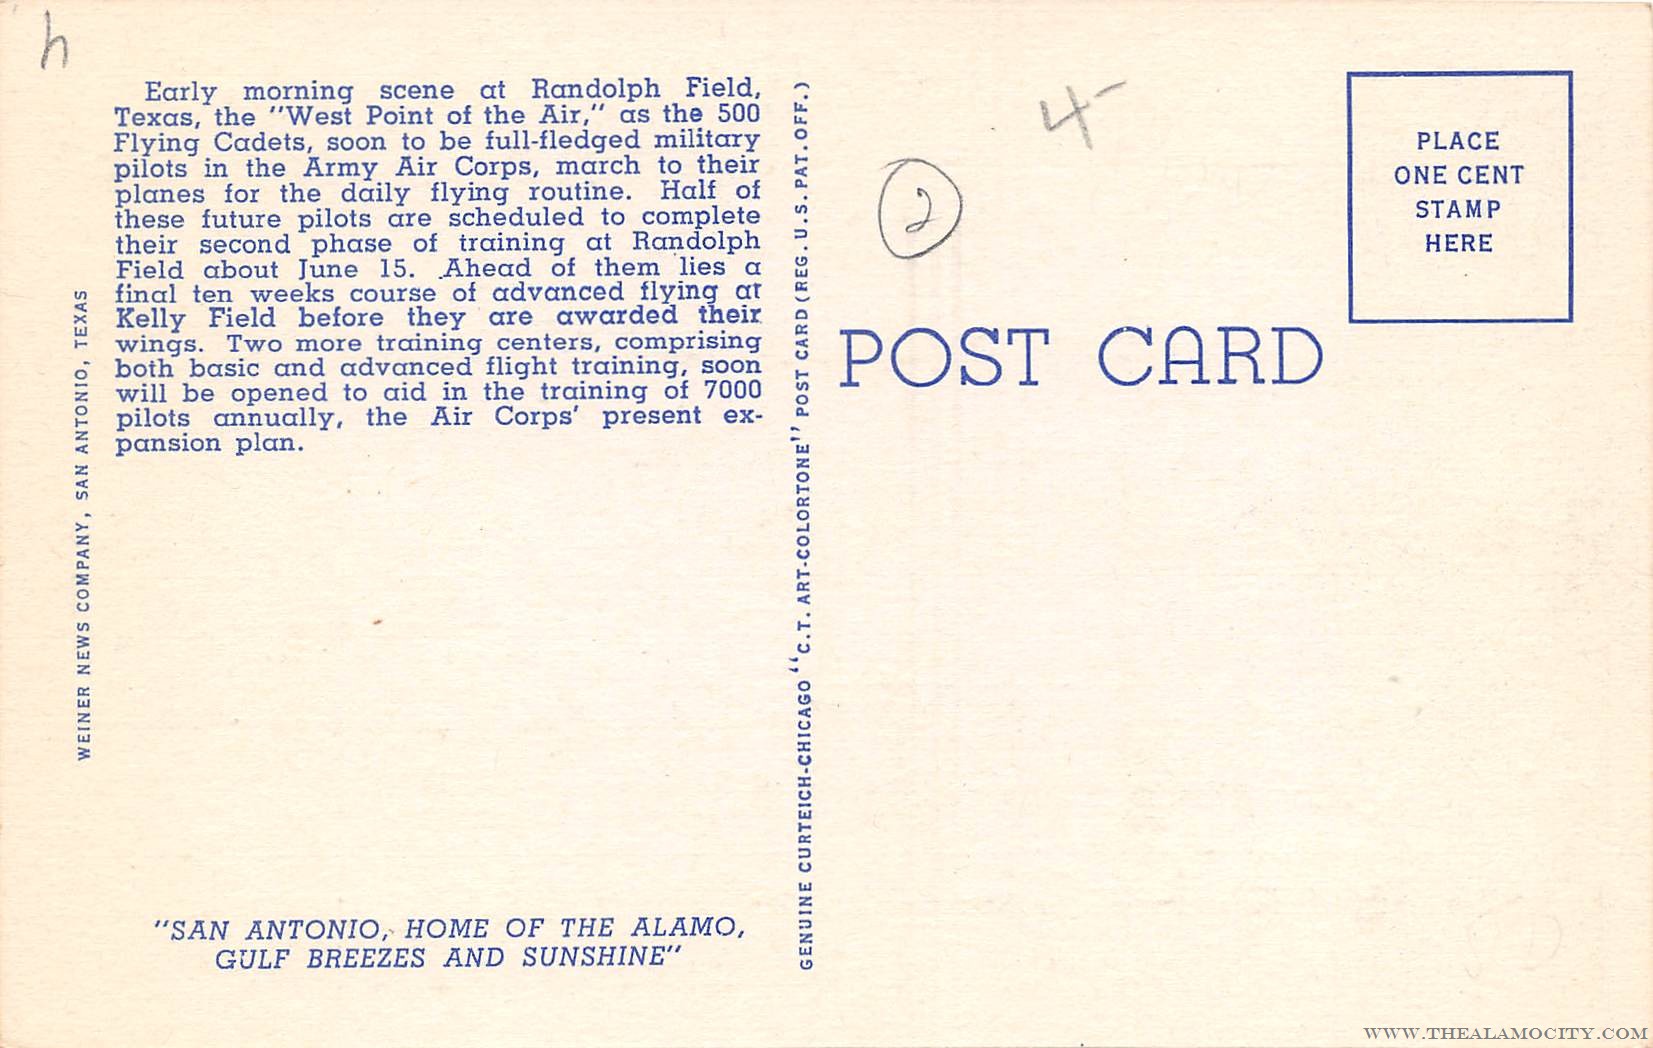 h
Early morning scene at Randolph Field,
Texas, the "West Point of the Air," as the 500
Flying Cadets, soon to be full-fledged military
pilots in the Army Air Corps, march to their
planes for the daily flying routine. Half of
these future pilots are scheduled to complete
their second phase of training at Randolph
Field about June 15. Ahead of them lies a
final ten weeks course of advanced flying at
Kelly Field before they are awarded their
wings. Two more training centers, comprising
both basic and advanced flight training, soon
will be opened to aid in the training of 7000
pilots annually, the Air Corps' present ex-
pansion plan.
WEINER NEWS COMPANY, SAN ANTONIO, TEXAS
"SAN ANTONIO, HOME OF THE ALAMO,
GULF BREEZES AND SUNSHINE"
GENUINE CURTEICH-CHICAGO "C.T. ART-COLORTONE" POST CARD (REG. U.S. PAT. OFF.)
4-
2
POST CARD
PLACE
ONE CENT
STAMP
HERE
WWW.THEALAMOCITY.COM